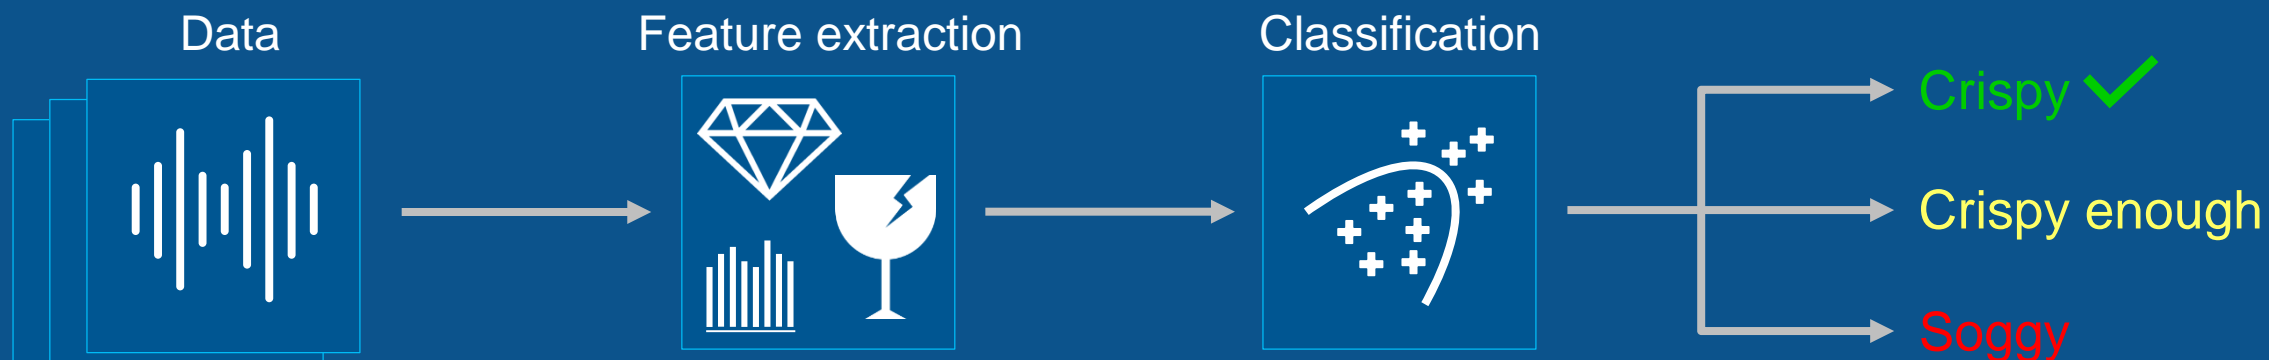 Data
Feature extraction
Classification
Crispy
Crispy enough
Soggy